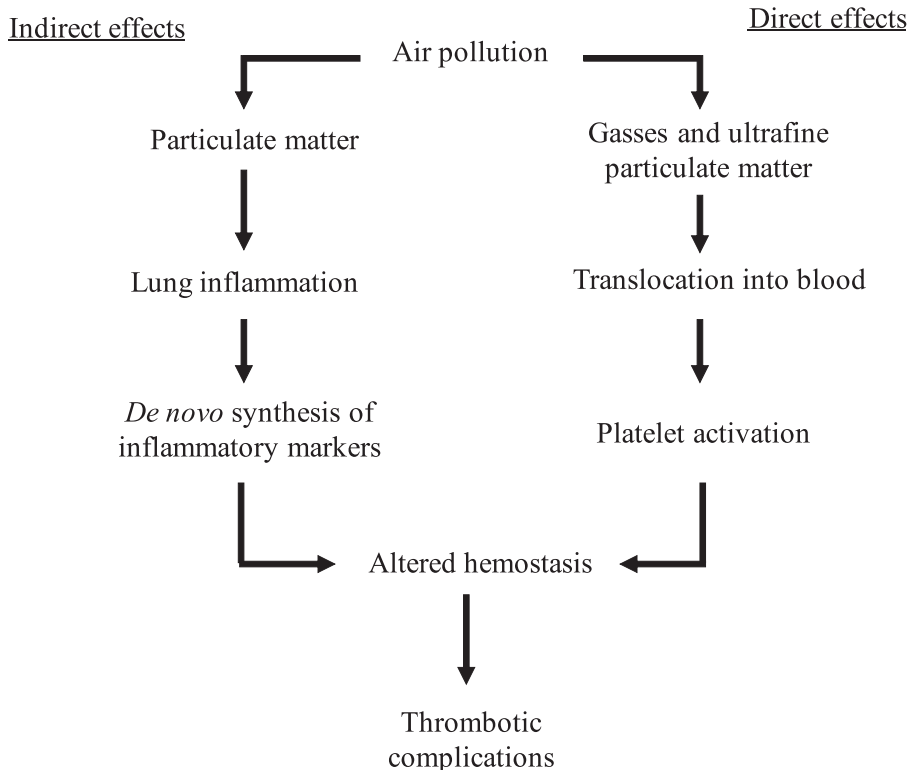 Indirect effects
Direct effects
Air pollution
Particulate matter
Gasses and ultrafine
particulate matter
Lung inflammation
Translocation into blood
De novo synthesis of
inflammatory markers
Platelet activation
Altered hemostasis
Thrombotic
complications